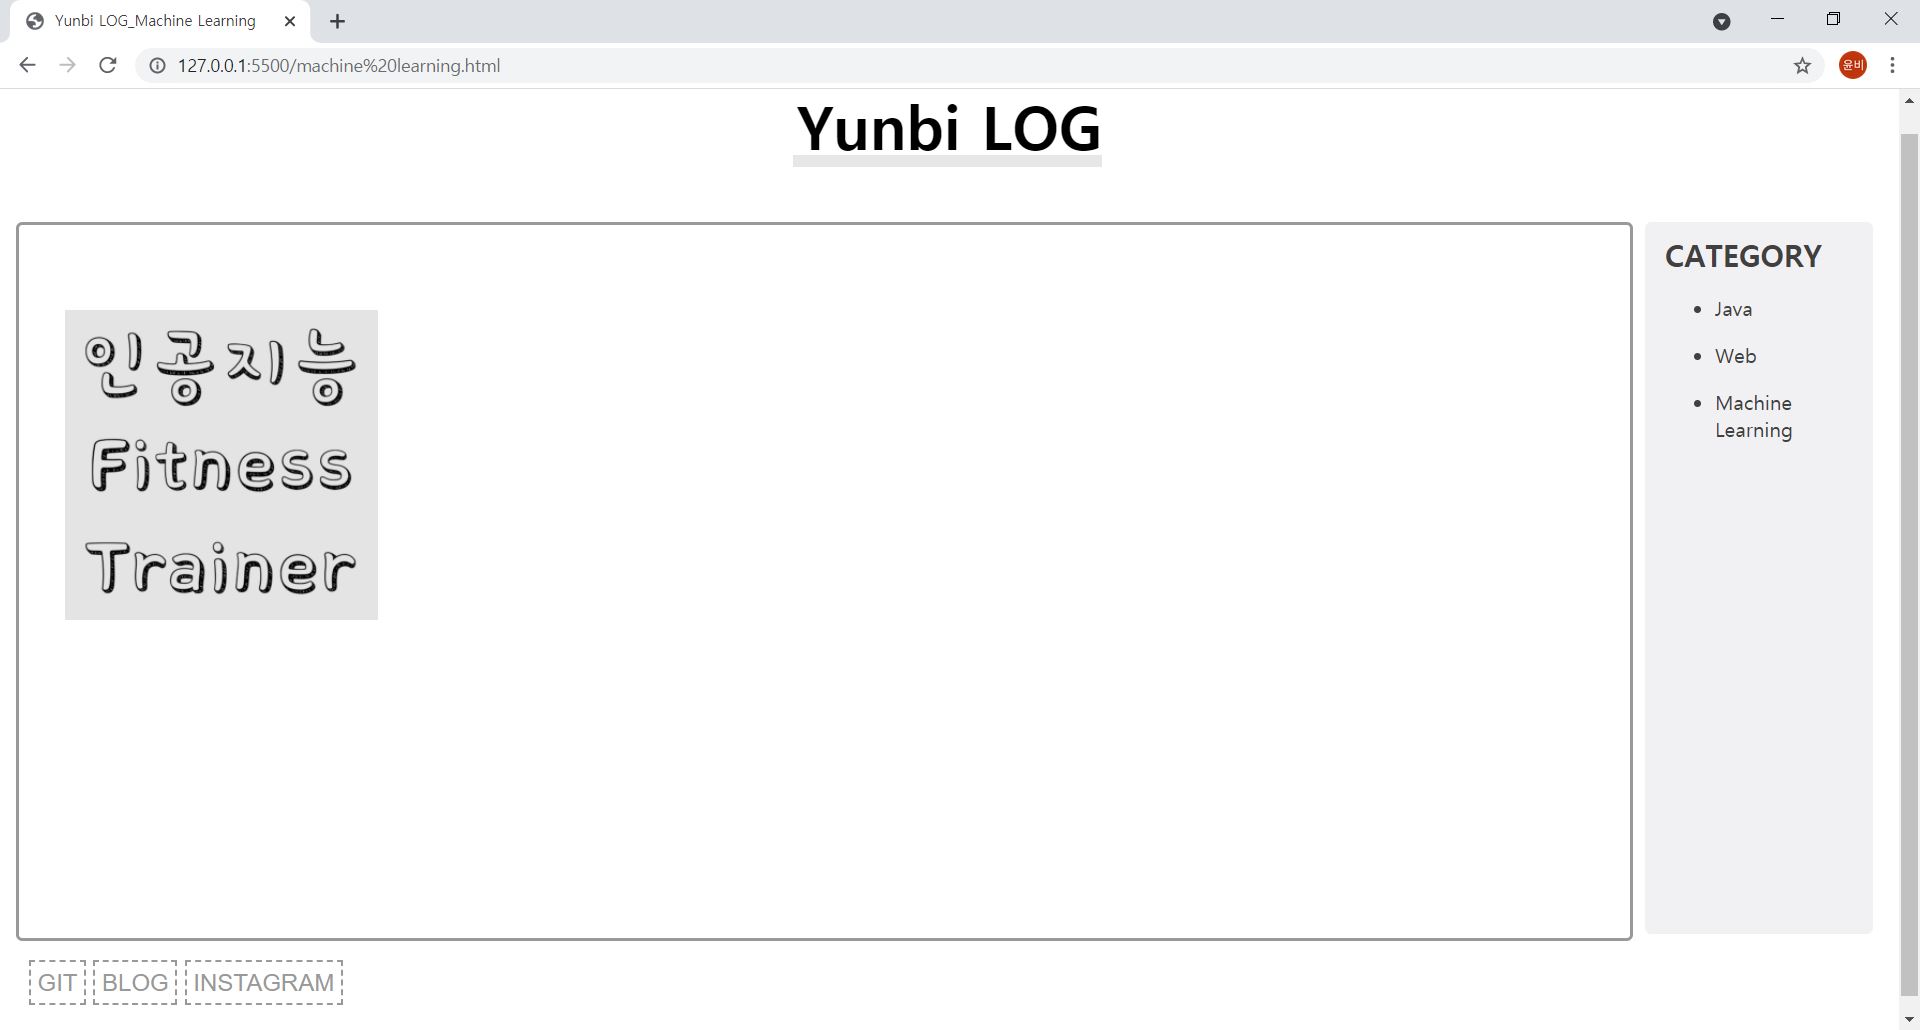 Yunbi LOG_Machine Learning
127.0.0.1:5500/machine%20learning.html
윤비
Yunbi LOG
인공지능
Fitness
Trainer
CATEGORY
Java
Web
Machine
Learning
GIT BLOG INSTAGRAM